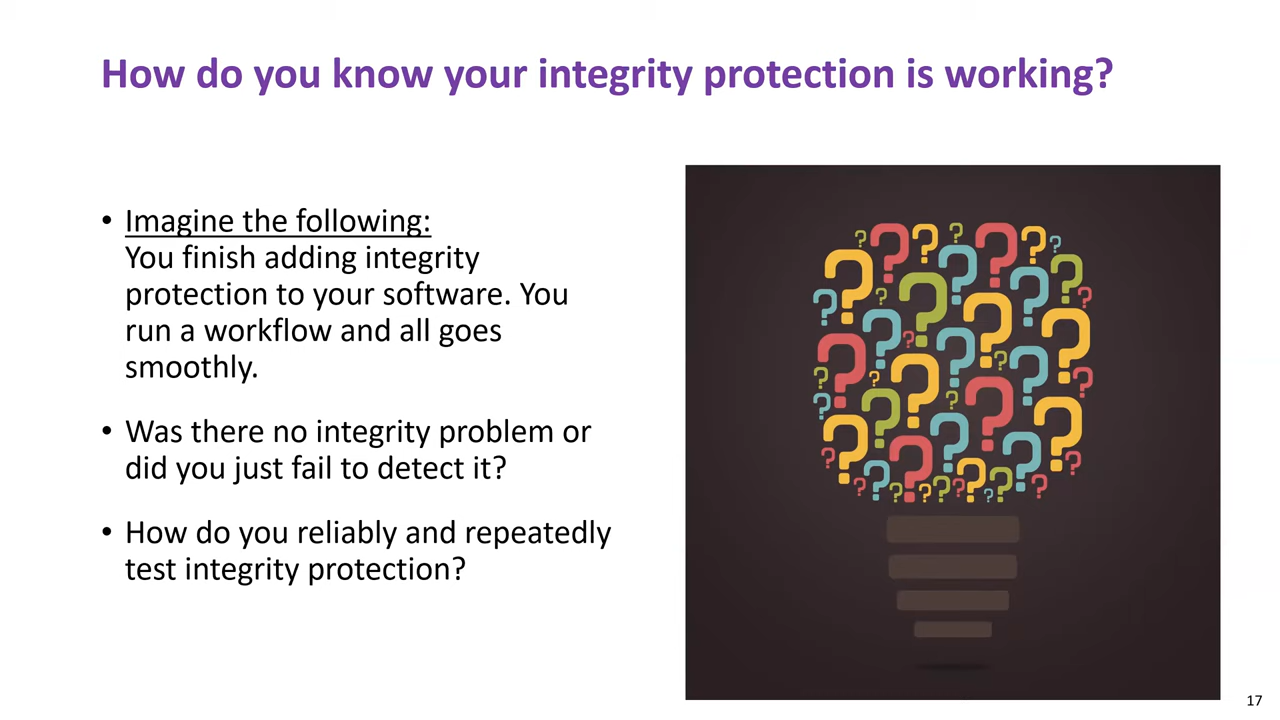 How do you know your integrity protection is working?
• Imagine the following:
You finish adding integrity
protection to your software. You
run a workflow and all goes
smoothly.
• Was there no integrity problem or
did you just fail to detect it?
• How do you reliably and repeatedly
test integrity protection?
17